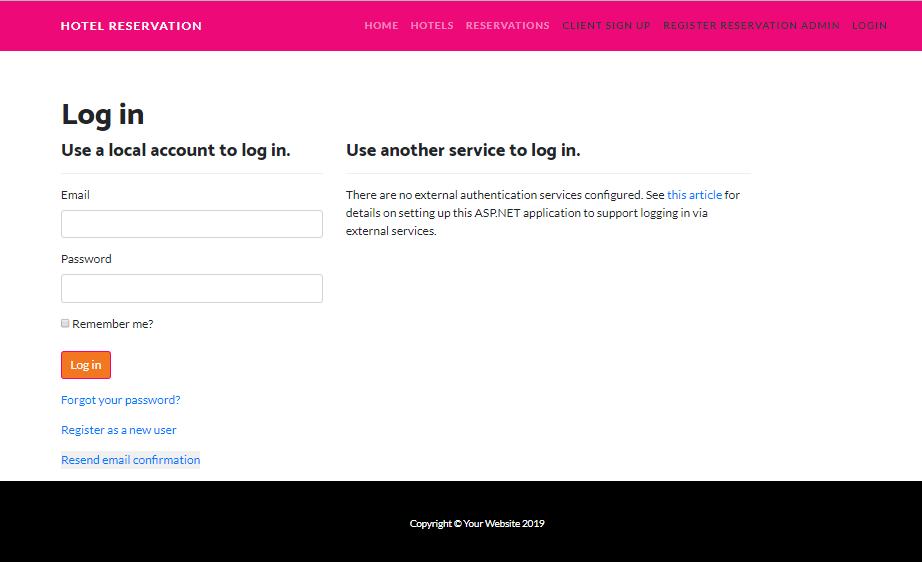 HOTEL RESERVATION
HOME HOTELS RESERVATIONS CLIENT SIGN UP REGISTER RESERVATION ADMIN LOGIN
Log in
Use a local account to log in.
Email
Password
Remember me?
Log in
Forgot your password?
Register as a new user
Resend email confirmation
Use another service to log in.
There are no external authentication services configured. See this article for
details on setting up this ASP.NET application to support logging in via
external services.
Copyright © Your Website 2019